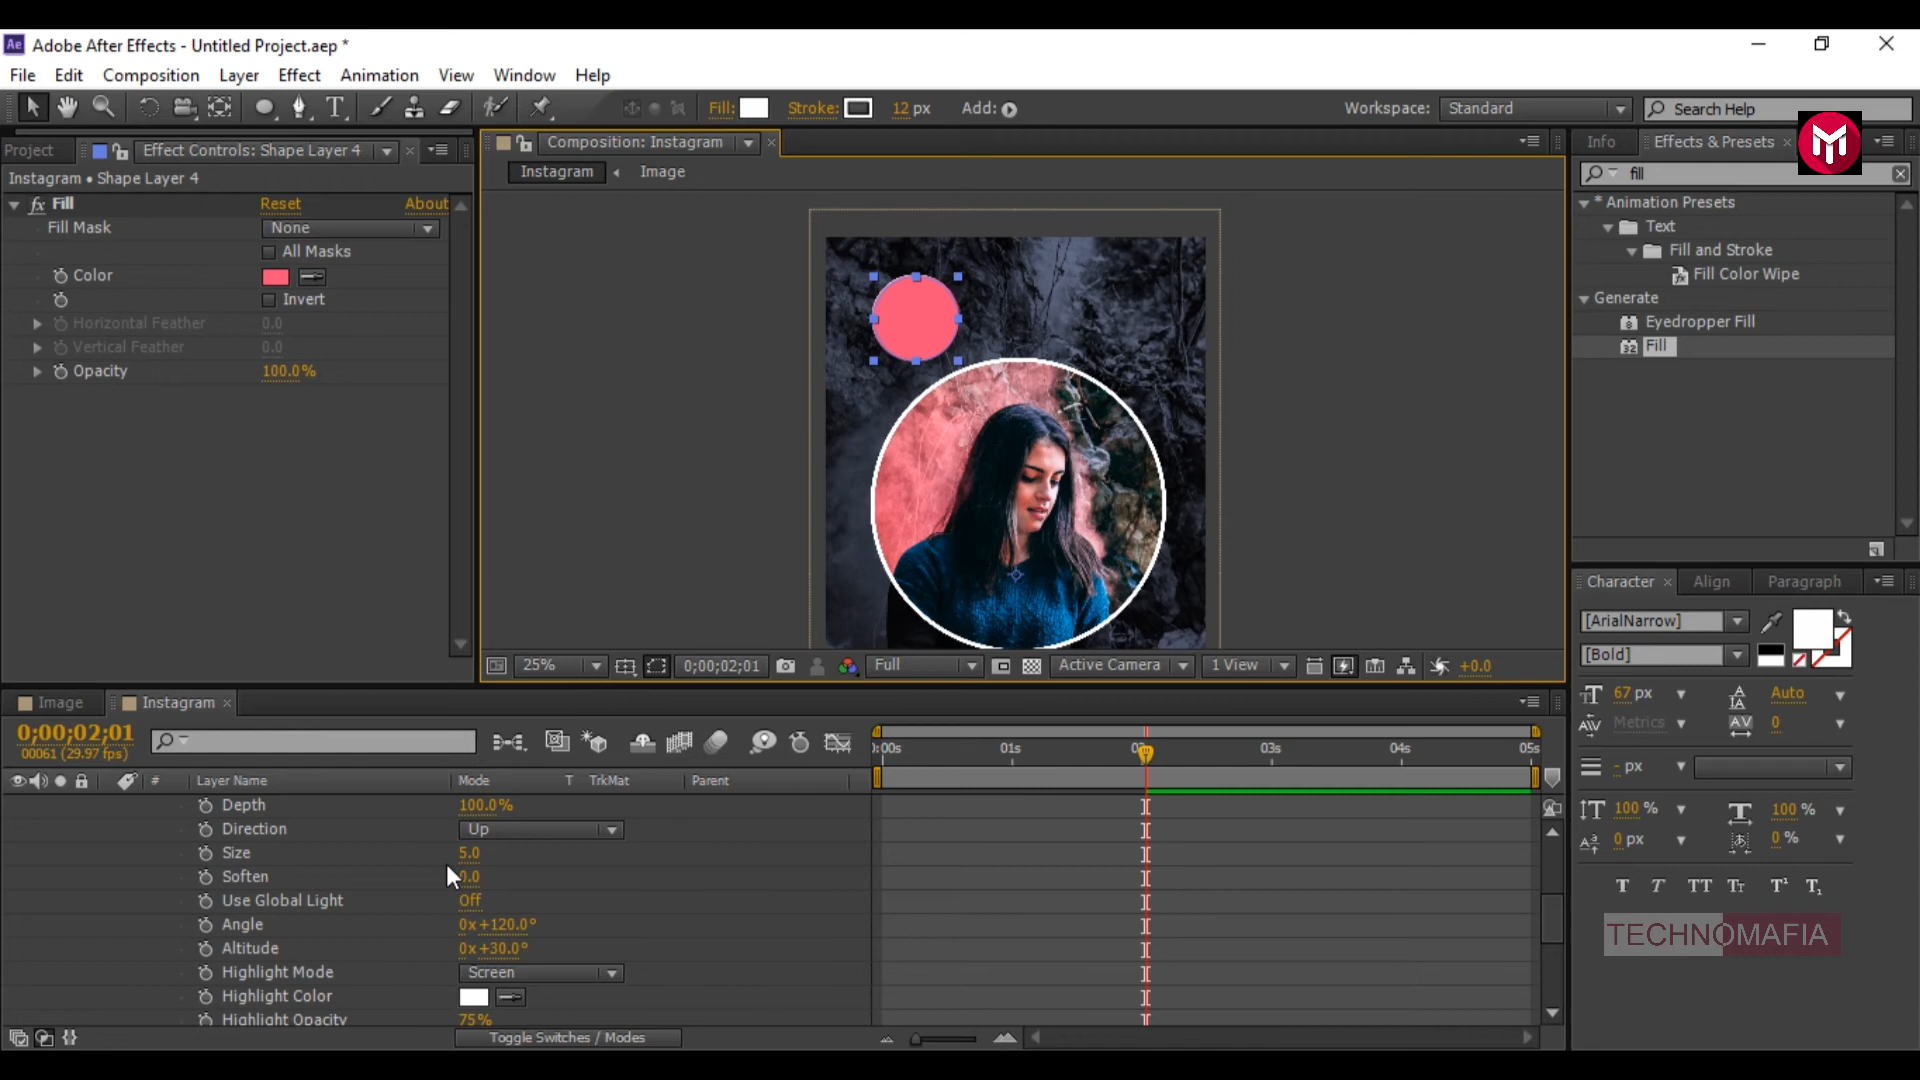 Adobe After Effects - Untitled Project.aep *
File Edit Composition Layer Effect Animation View Window Help
Fill: Stroke: 12 px Add: Workspace: Standard Search Help
Project Effect Controls: Shape Layer 4
Instagram • Shape Layer 4
fx Fill Reset About
Fill Mask None
All Masks
Color
Invert
Horizontal Feather 0.0
Vertical Feather 0.0
Opacity 100.0%
Composition: Instagram
Instagram Image
25% 0;00;02;01 Full Active Camera 1 View +0.0
Info Effects & Presets
fill
* Animation Presets
Text
Fill and Stroke
Fill Color Wipe
Generate
Eyedropper Fill
32 Fill
Character Align Paragraph
[ArialNarrow]
[Bold]
67 px Auto
Metrics 0
- px
100 % 100 %
0 px 0 %
T T TT Tr T¹ T₁
TECHNOMAFIA
Image Instagram
0;00;02;01
00061 (29.97 fps)
# Layer Name Mode T TrkMat Parent
0:00s 01s 03s 04s 05s
Depth 100.0%
Direction Up
Size 5.0
Soften 0.0
Use Global Light Off
Angle 0x+120.0°
Altitude 0x+30.0°
Highlight Mode Screen
Highlight Color
Highlight Opacity 75%
Toggle Switches / Modes